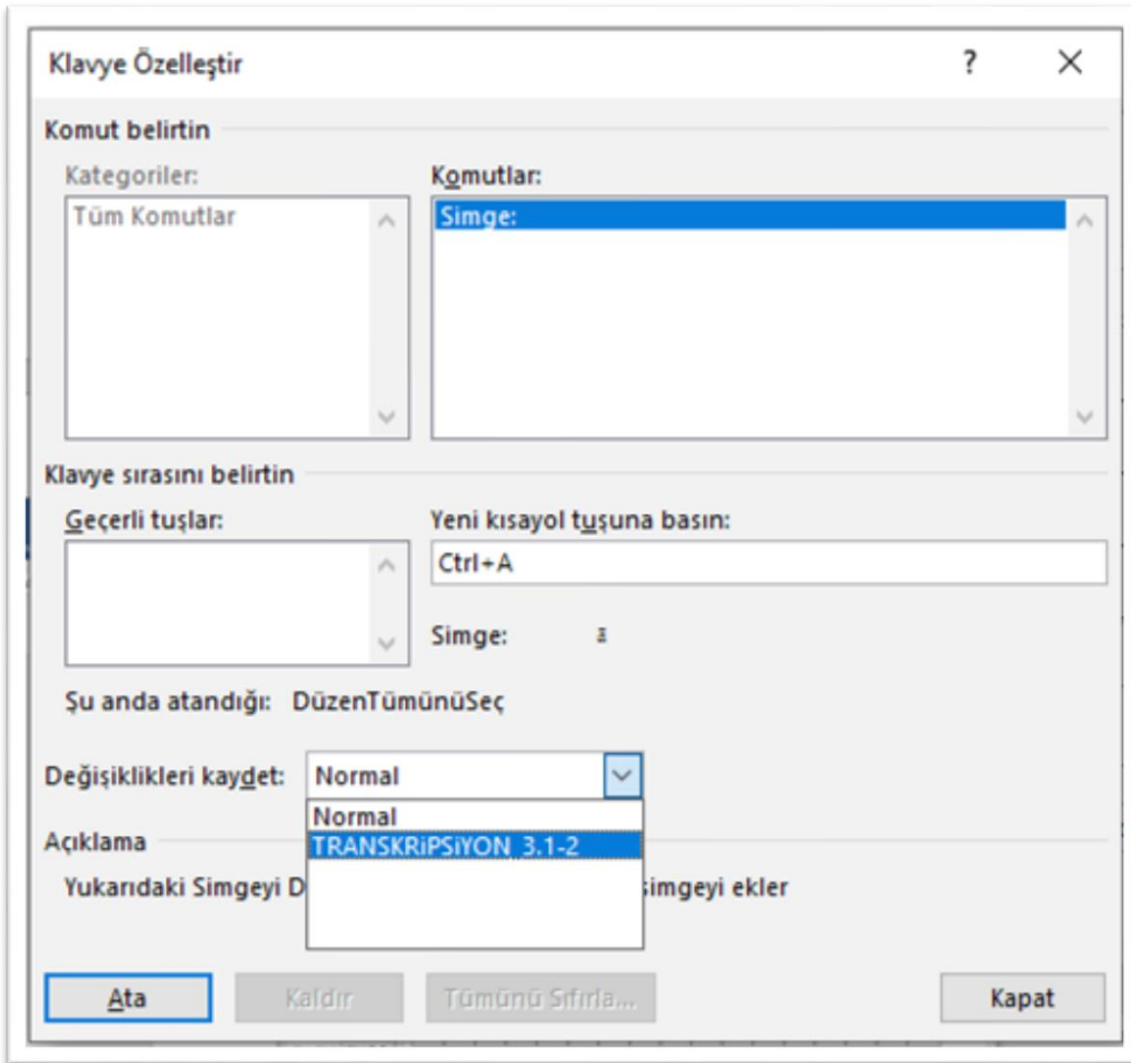 Klavye Özelleştir
?
Komut belirtin
Kategoriler:
Komutlar:
Tüm Komutlar
Simge:
Klavye sırasını belirtin
Geçerli tuşlar:
Yeni kısayol tuşuna basın:
Ctrl+A
Simge:
Şu anda atandığı: DüzenTümünüSeç
Değişiklikleri kaydet:
Normal
Normal
TRANSKRiPSiYON_3.1-2
Açıklama
Yukarıdaki Simgeyi D simgeyi ekler
Ata
Kaldır
Tümünü Sıfırla...
Kapat